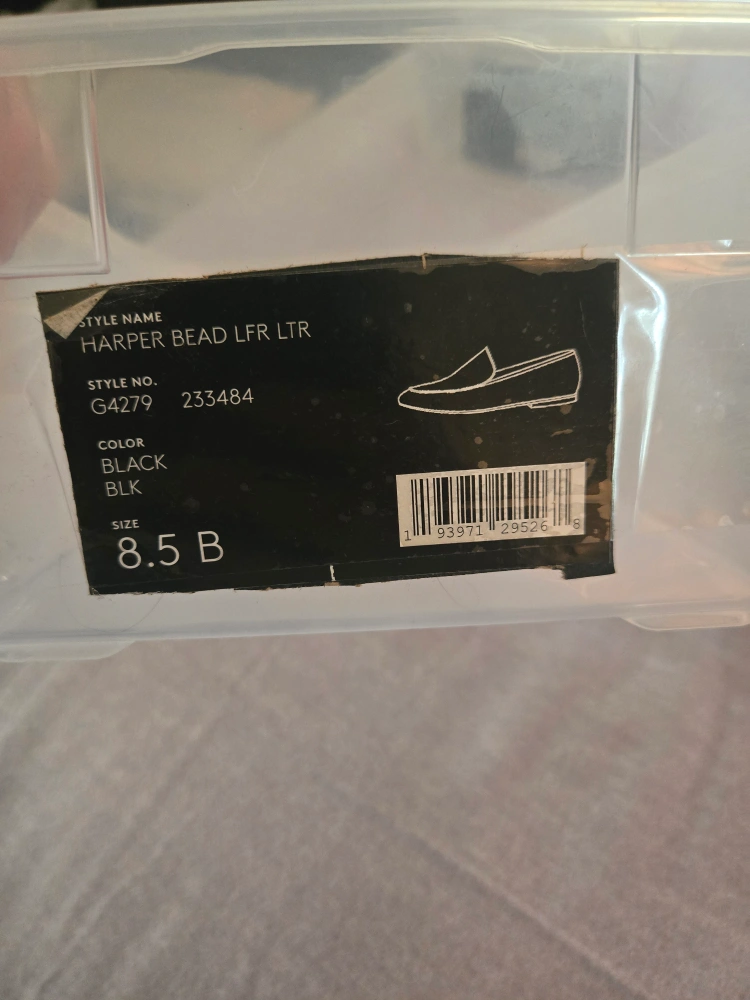 STYLE NAME
HARPER BEAD LFR LTR
STYLE NO.
G4279 233484
COLOR
BLACK
BLK
SIZE
8.5 B
1 93971 29526 8